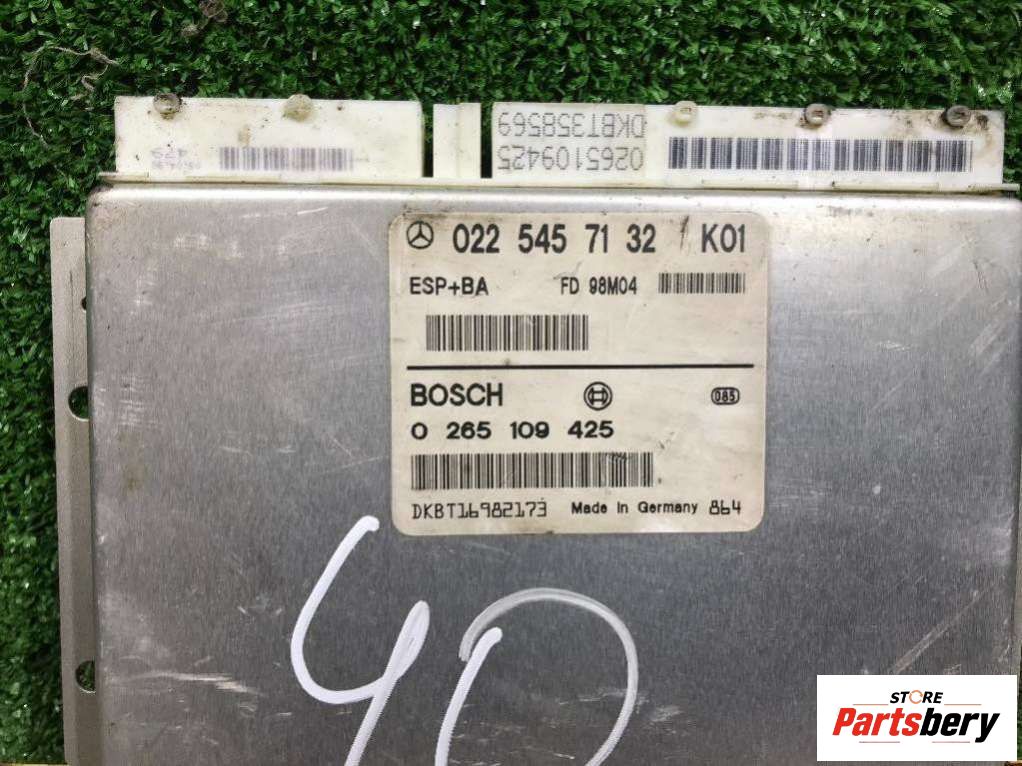 DKBT358569
0265109425
022 545 71 32 K01
ESP+BA FD 98M04
BOSCH 085
0 265 109 425
DKBT16982173 Made in Germany 864
40
STORE
Partsbery